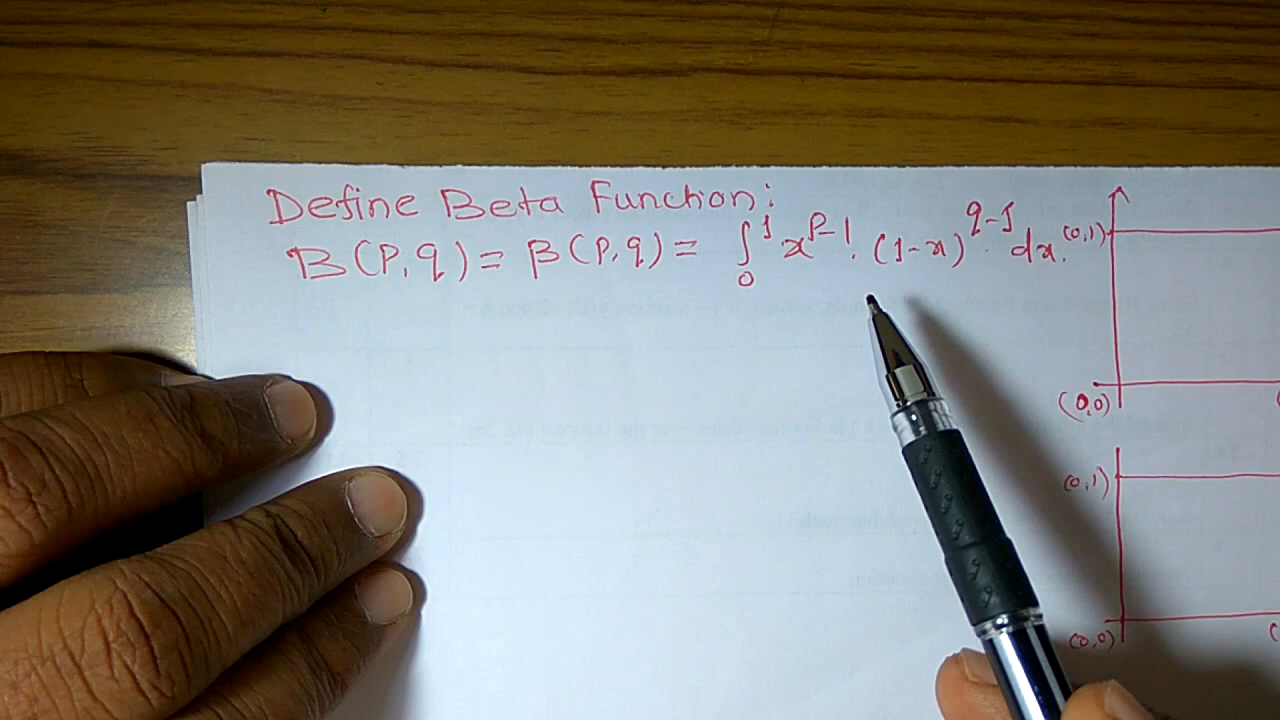 Define Beta Function:
B(P,q) = β(P,q) = ∫₀¹ x^(P-1) . (1-x)^(q-1) . dx.
(0,1)
(0,0)
(0,1)
(0,0)